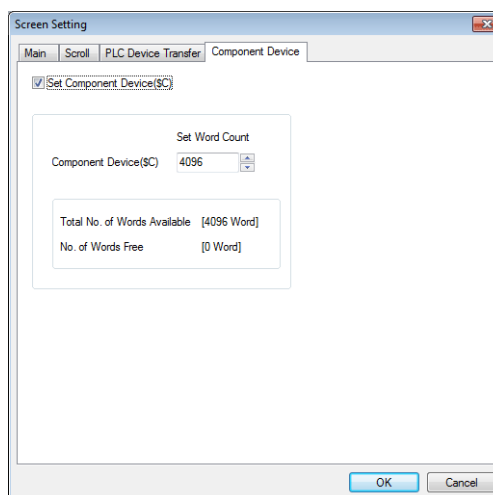 Screen Setting
Main Scroll PLC Device Transfer Component Device
Set Component Device($C)
Set Word Count
Component Device($C) 4096
Total No. of Words Available [4096 Word]
No. of Words Free [0 Word]
OK Cancel